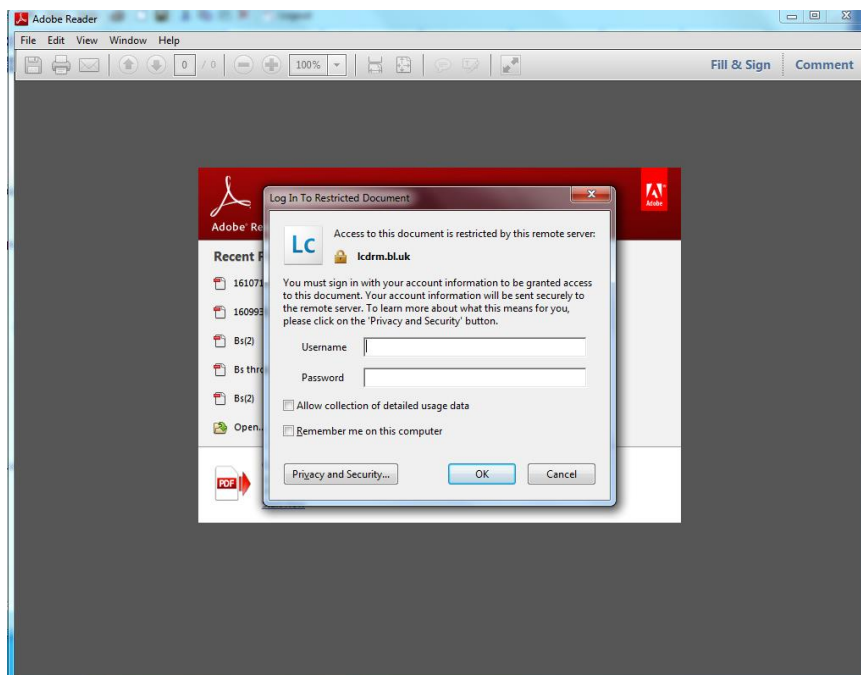 Adobe Reader
File Edit View Window Help
0 / 0 100% Fill & Sign Comment
Adobe
Adobe® Re
Log In To Restricted Document
Lc
Access to this document is restricted by this remote server:
lcdrm.bl.uk
You must sign in with your account information to be granted access
to this document. Your account information will be sent securely to
the remote server. To learn more about what this means for you,
please click on the 'Privacy and Security' button.
Username
Password
Allow collection of detailed usage data
Remember me on this computer
Privacy and Security... OK Cancel
Recent F
161071
160993
Bs(2)
Bs thro
Bs(2)
Open..
PDF